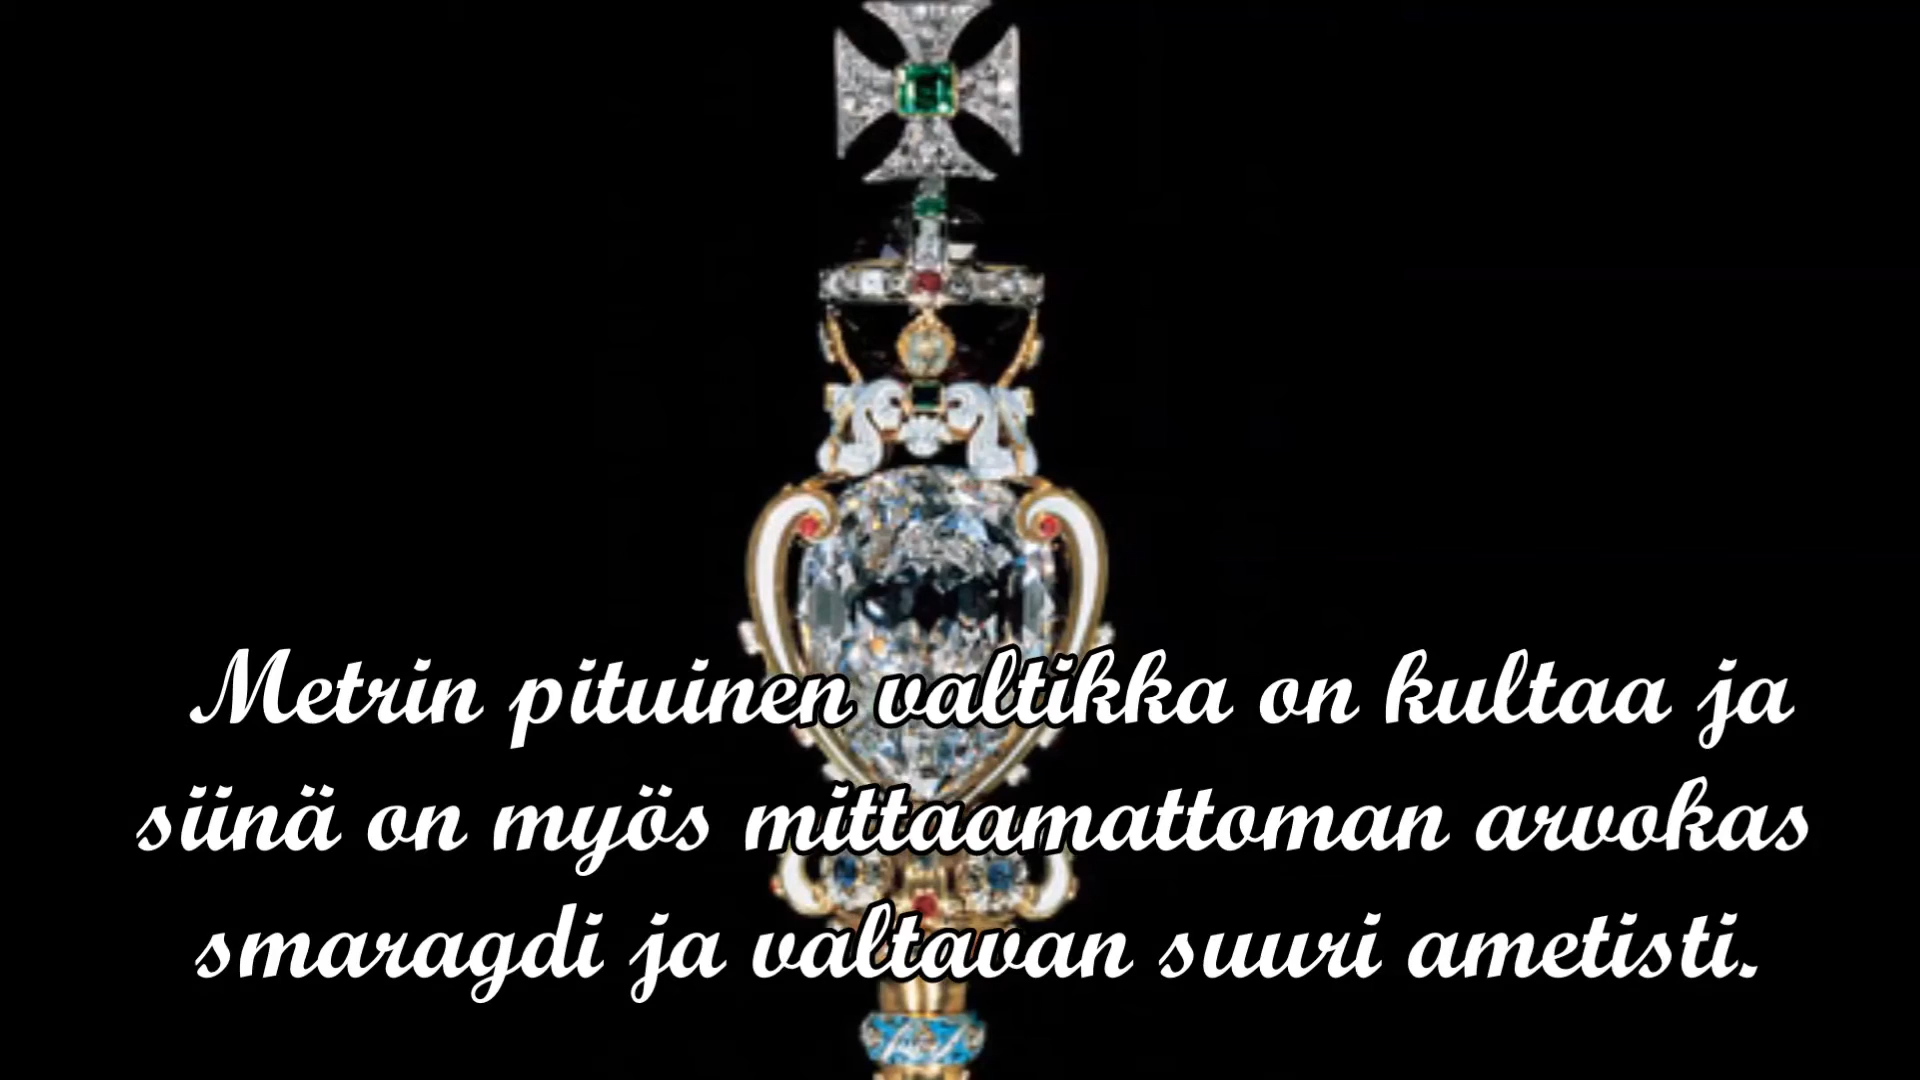 Metrin pituinen valtikka on kultaa ja
siinä on myös mittaamattoman arvokas
smaragdi ja valtavan suuri ametisti.